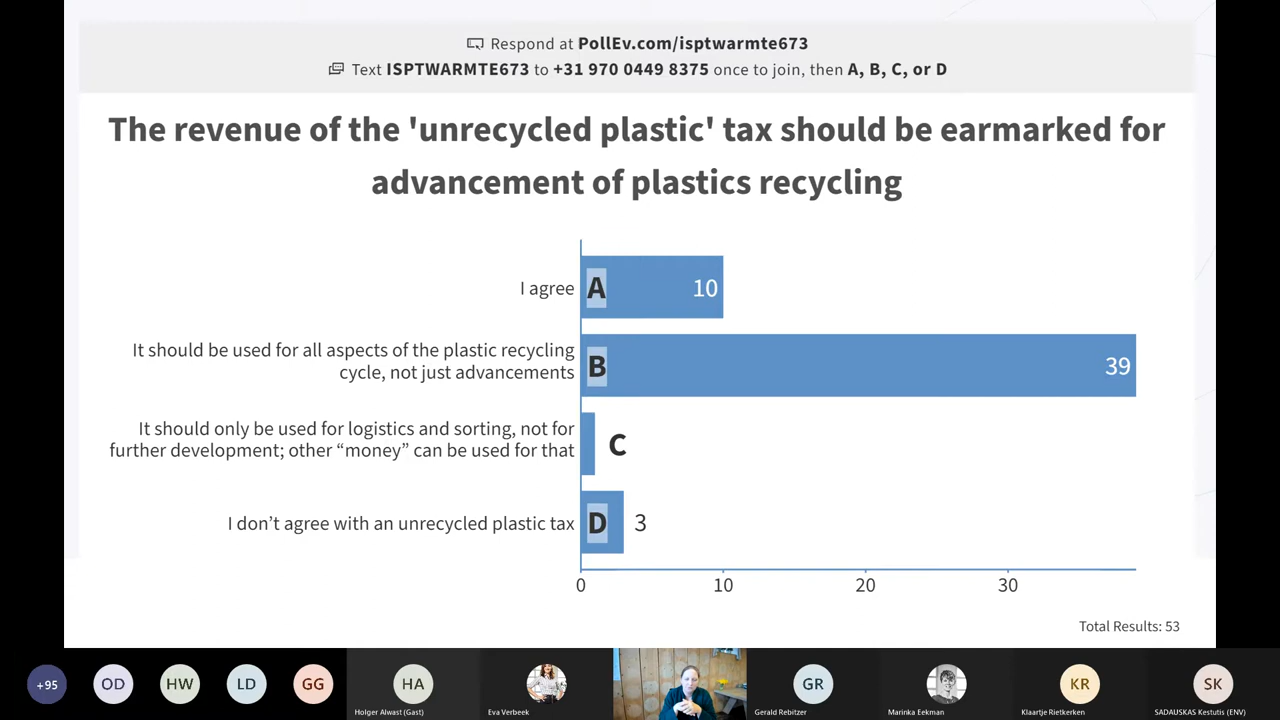 Respond at PollEv.com/isptwarmte673
Text ISPTWARMTE673 to +31 970 0449 8375 once to join, then A, B, C, or D
The revenue of the 'unrecycled plastic' tax should be earmarked for
advancement of plastics recycling
I agree
A
10
It should be used for all aspects of the plastic recycling
cycle, not just advancements
B
39
It should only be used for logistics and sorting, not for
further development; other “money” can be used for that
C
I don’t agree with an unrecycled plastic tax
D
3
0
10
20
30
Total Results: 53
+95
OD
HW
LD
GG
HA
GR
KR
SK
Holger Alwast (Gast)
Eva Verbeek
Gerald Rebitzer
Marinka Eekman
Klaartje Rietkerken
SADAUSKAS Kestutis (ENV)